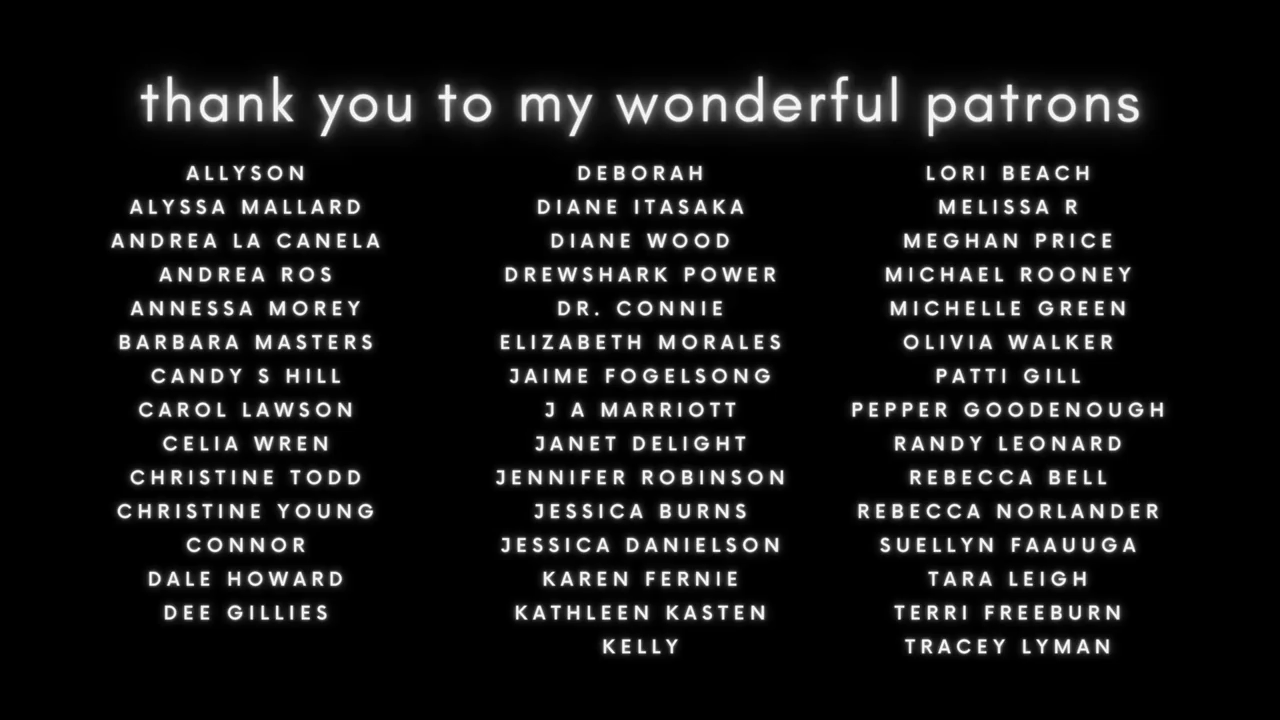 thank you to my wonderful patrons
ALLYSON
ALYSSA MALLARD
ANDREA LA CANELA
ANDREA ROS
ANNESSA MOREY
BARBARA MASTERS
CANDY S HILL
CAROL LAWSON
CELIA WREN
CHRISTINE TODD
CHRISTINE YOUNG
CONNOR
DALE HOWARD
DEE GILLIES
DEBORAH
DIANE ITASAKA
DIANE WOOD
DREWSHARK POWER
DR. CONNIE
ELIZABETH MORALES
JAIME FOGELSONG
J A MARRIOTT
JANET DELIGHT
JENNIFER ROBINSON
JESSICA BURNS
JESSICA DANIELSON
KAREN FERNIE
KATHLEEN KASTEN
KELLY
LORI BEACH
MELISSA R
MEGHAN PRICE
MICHAEL ROONEY
MICHELLE GREEN
OLIVIA WALKER
PATTI GILL
PEPPER GOODENOUGH
RANDY LEONARD
REBECCA BELL
REBECCA NORLANDER
SUELLYN FAAUUGA
TARA LEIGH
TERRI FREEBURN
TRACEY LYMAN